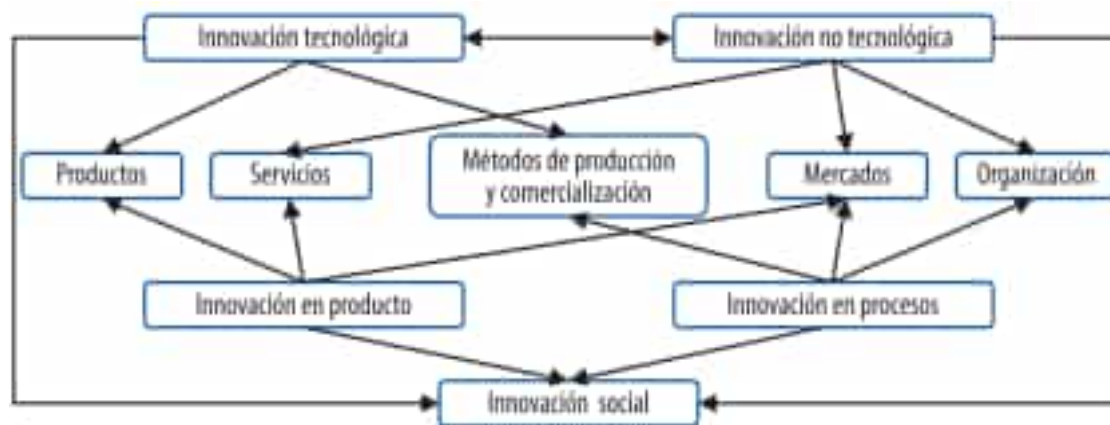 Innovación tecnológica
Innovación no tecnológica
Productos
Servicios
Métodos de producción
y comercialización
Mercados
Organización
Innovación en producto
Innovación en procesos
Innovación social